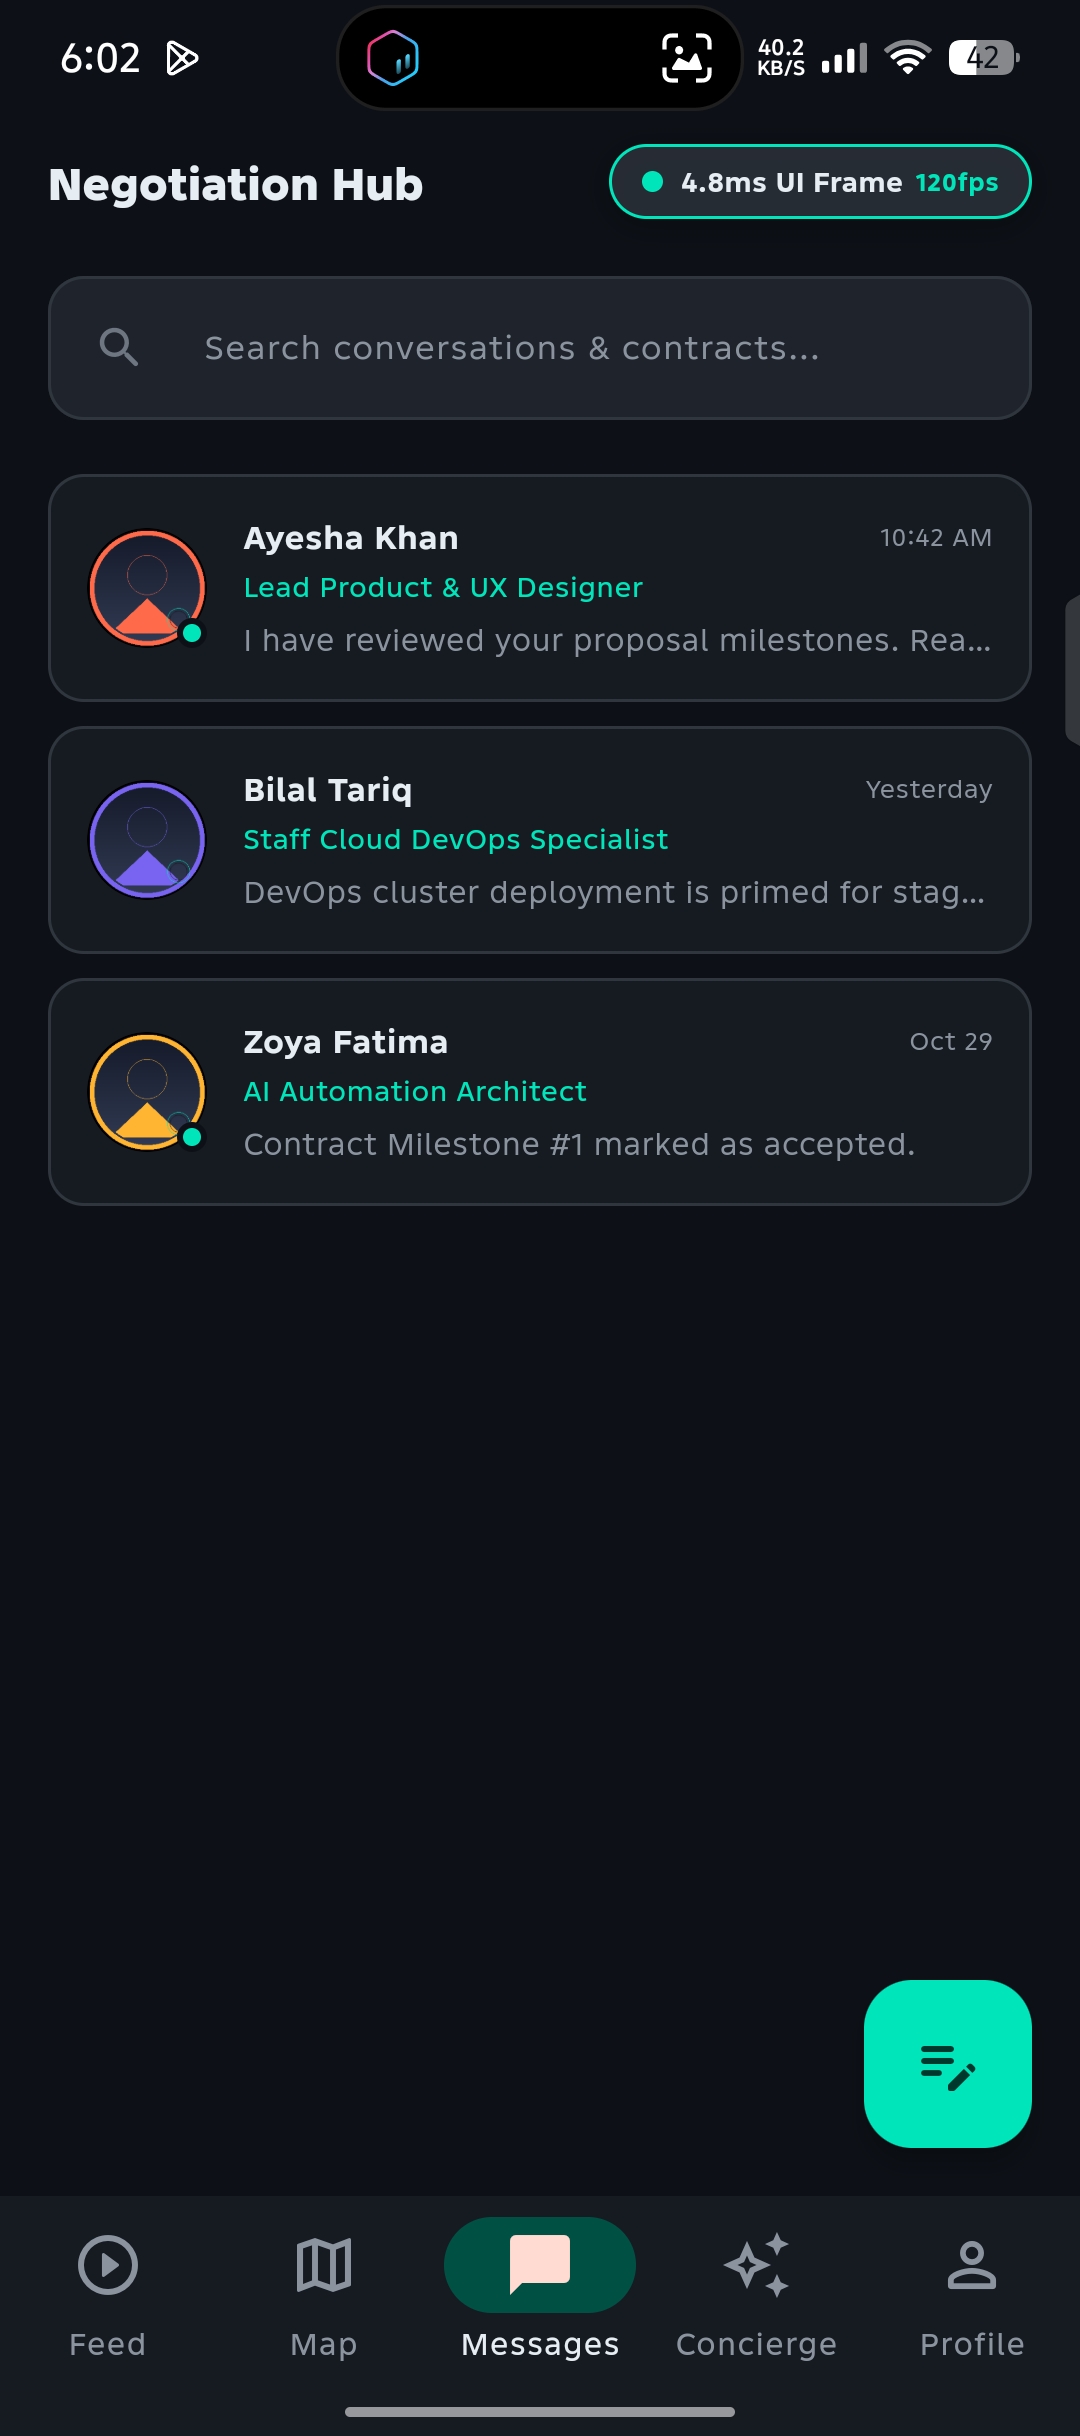 6:02
40.2
KB/S
42
Negotiation Hub
4.8ms UI Frame 120fps
Search conversations & contracts...
Ayesha Khan
10:42 AM
Lead Product & UX Designer
I have reviewed your proposal milestones. Rea...
Bilal Tariq
Yesterday
Staff Cloud DevOps Specialist
DevOps cluster deployment is primed for stag...
Zoya Fatima
Oct 29
AI Automation Architect
Contract Milestone #1 marked as accepted.
Feed
Map
Messages
Concierge
Profile